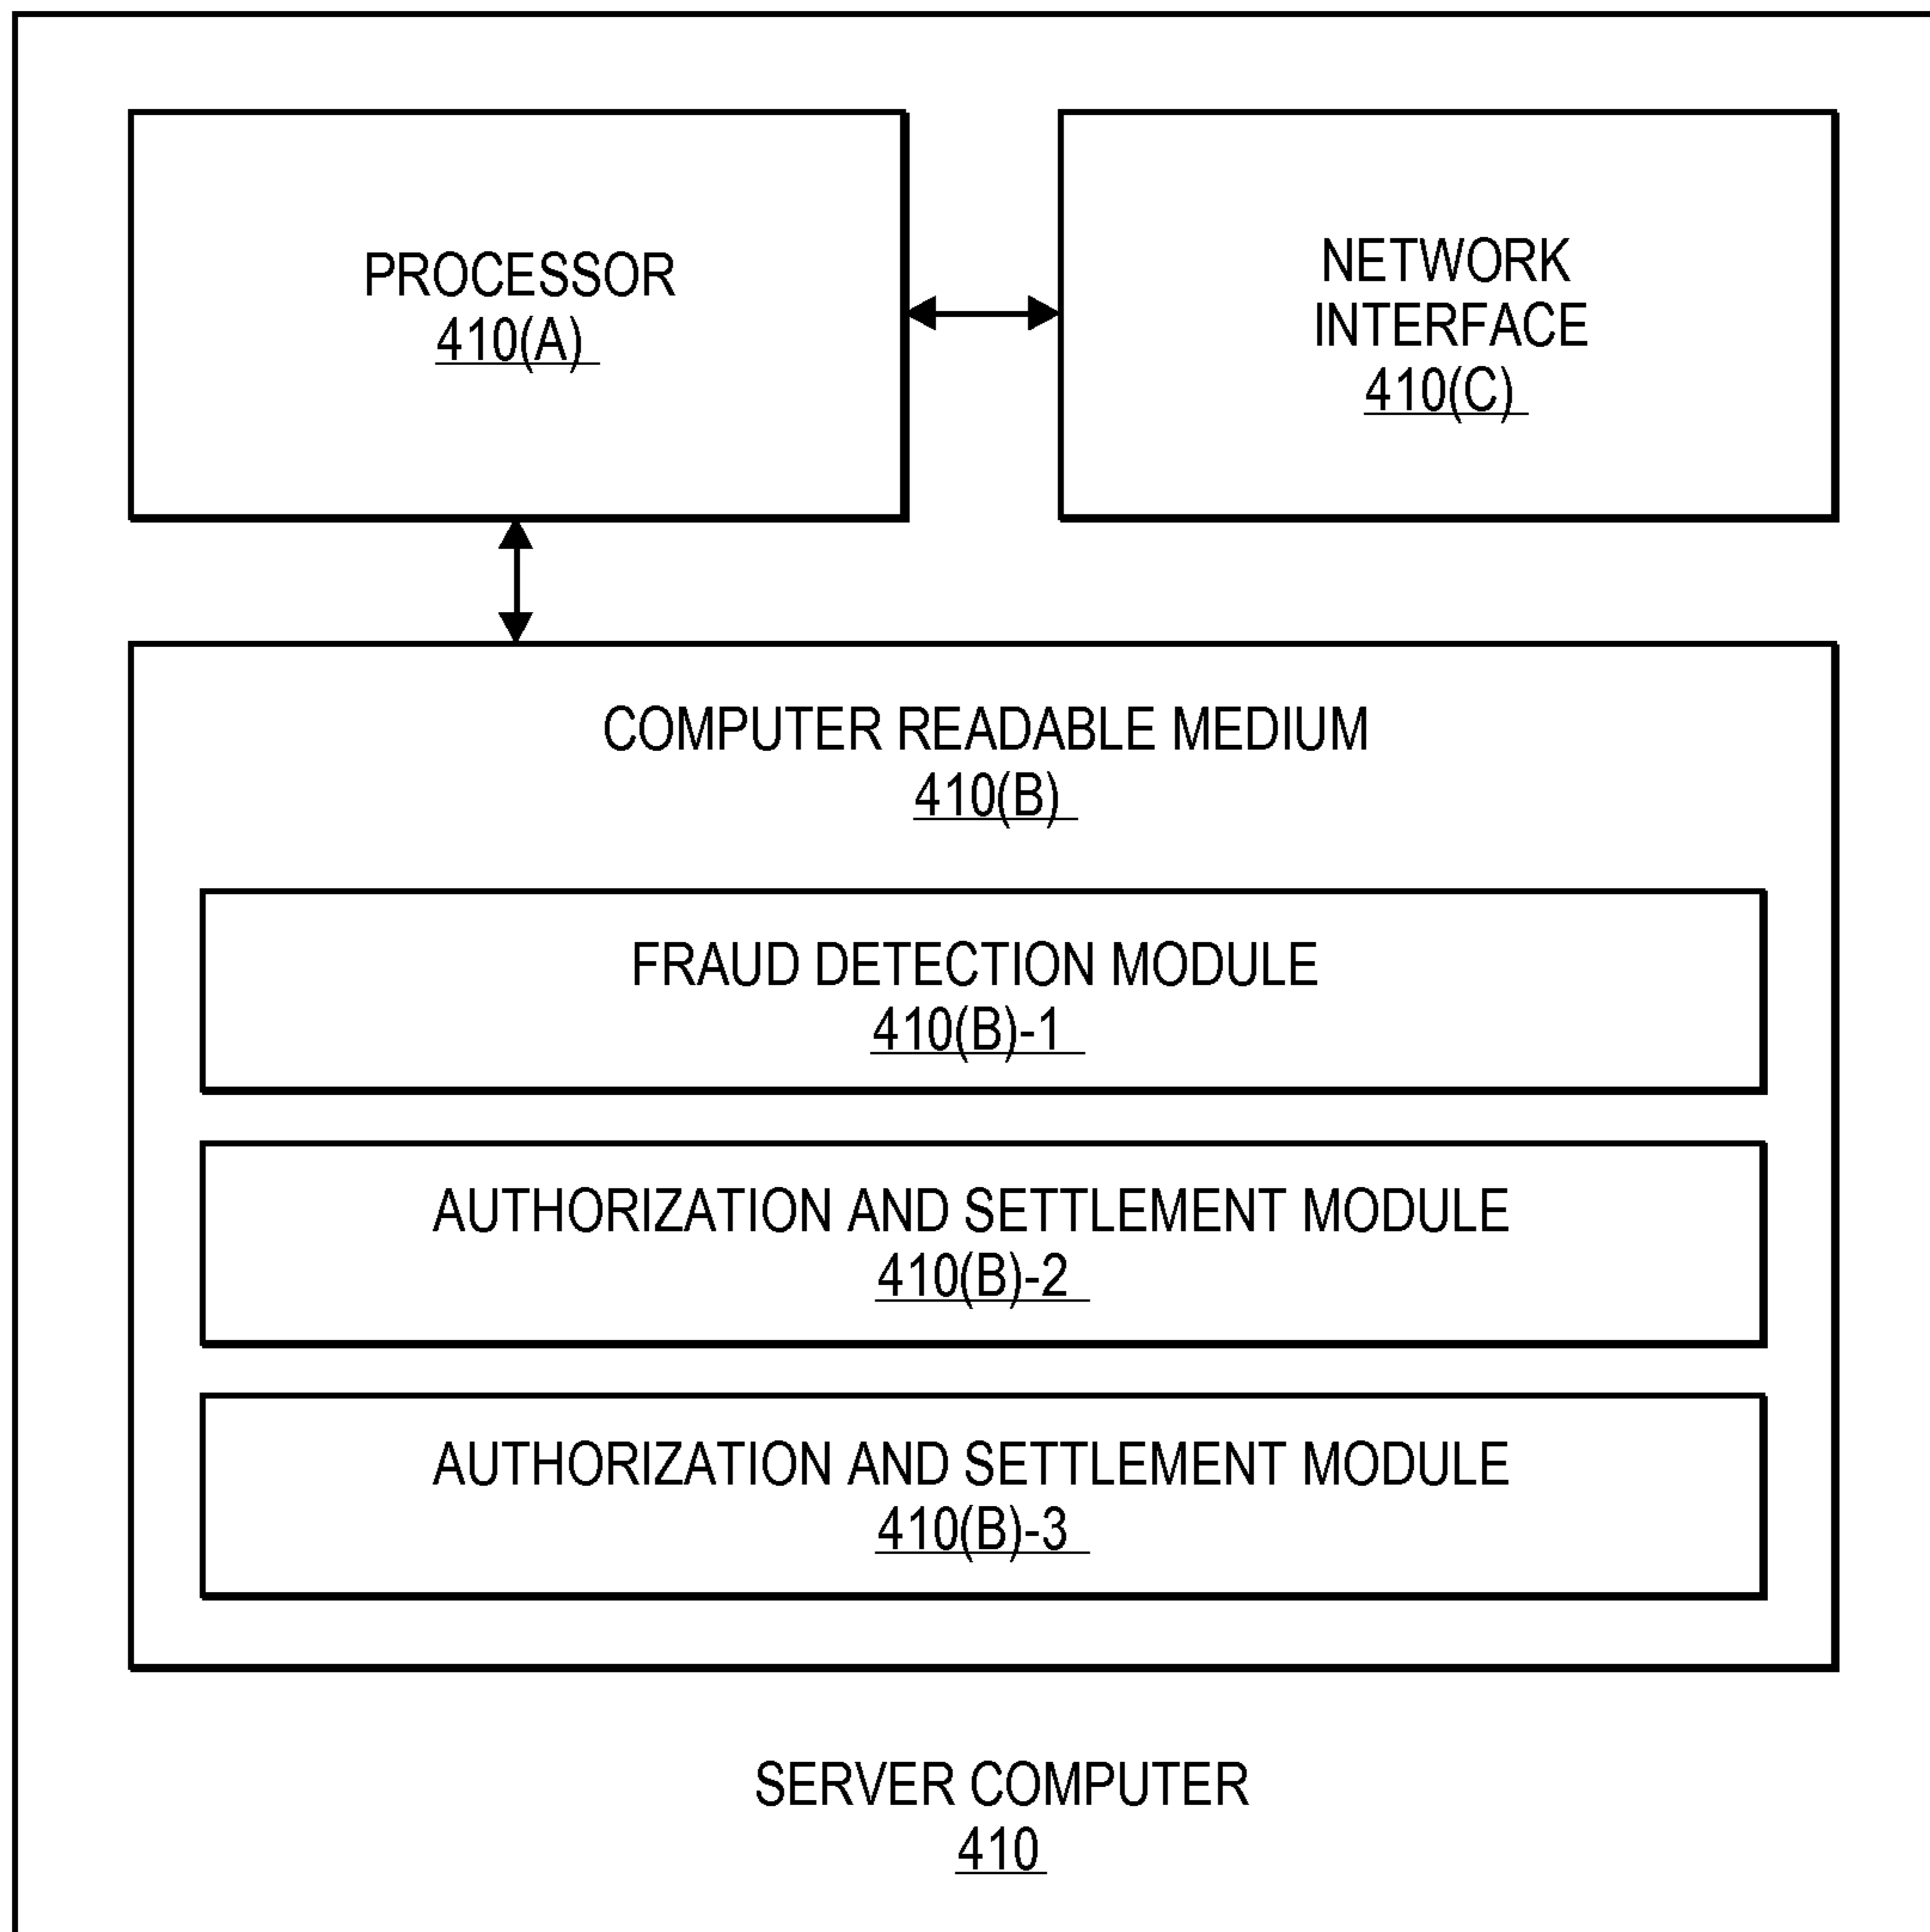 PROCESSOR
410(A)
NETWORK
INTERFACE
410(C)
COMPUTER READABLE MEDIUM
410(B)
FRAUD DETECTION MODULE
410(B)-1
AUTHORIZATION AND SETTLEMENT MODULE
410(B)-2
AUTHORIZATION AND SETTLEMENT MODULE
410(B)-3
SERVER COMPUTER
410